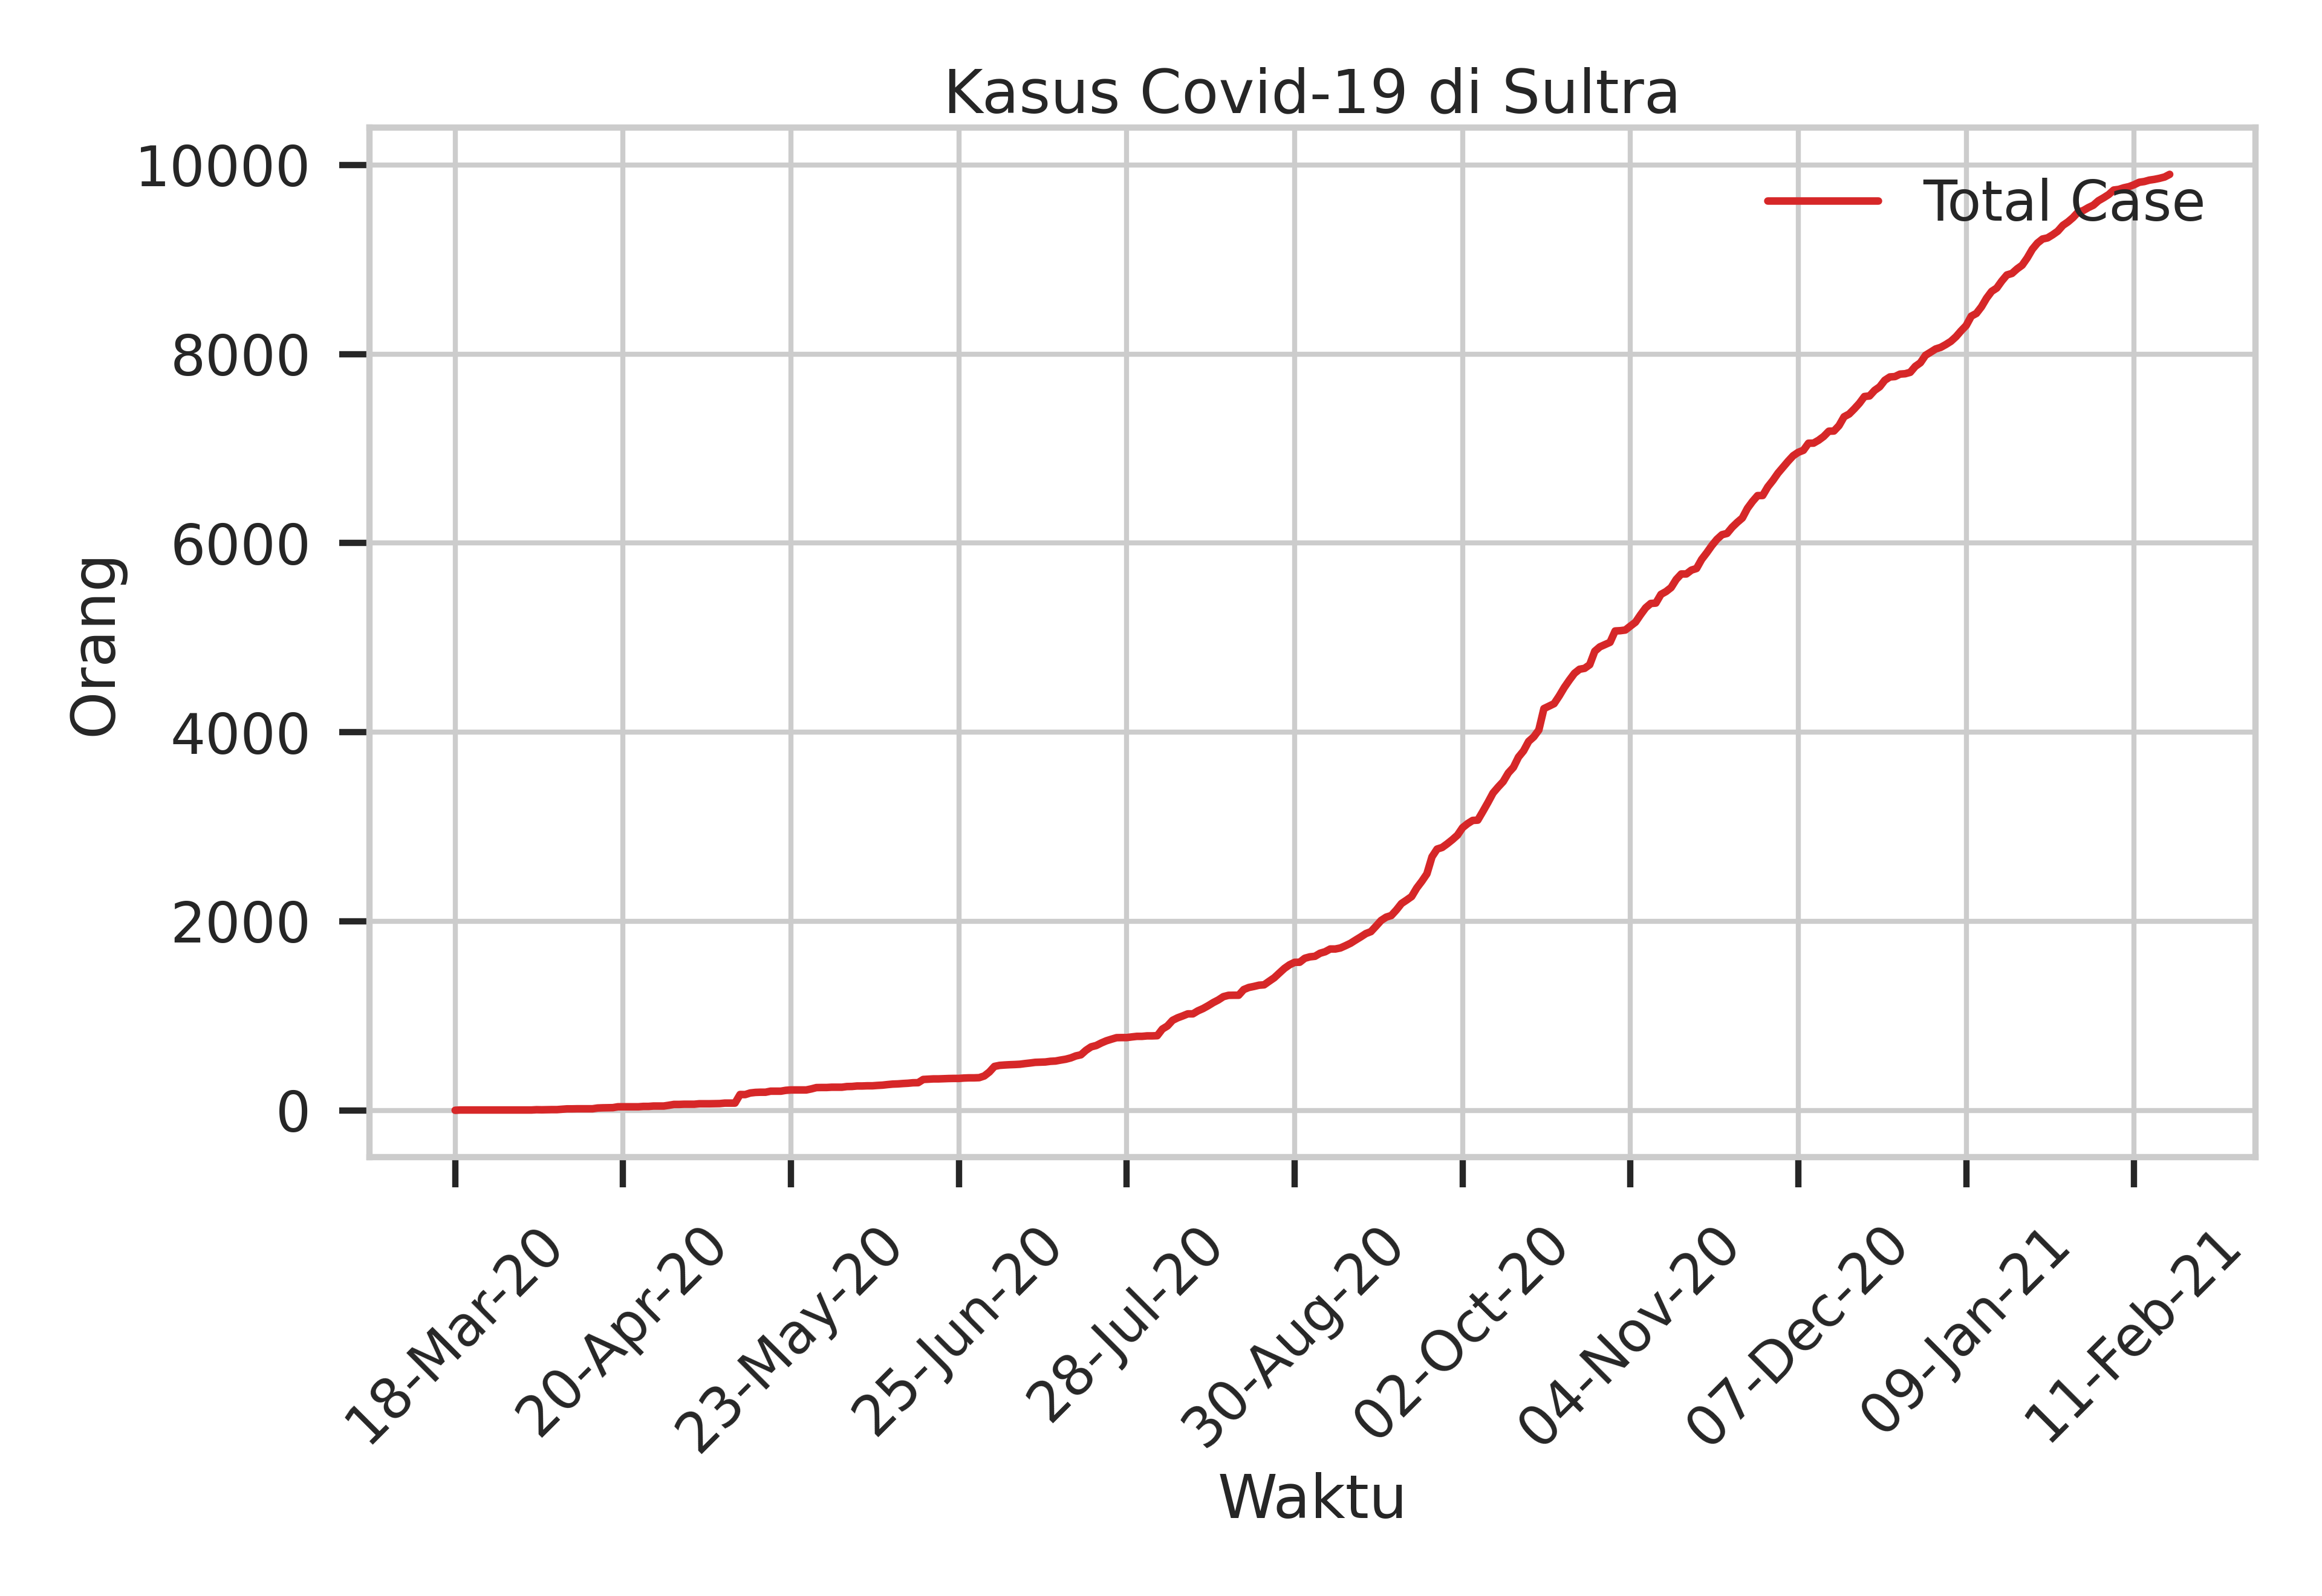 Kasus Covid-19 di Sultra
Total Case
Orang
10000
8000
6000
4000
2000
0
18-Mar-20
20-Apr-20
23-May-20
25-Jun-20
28-Jul-20
30-Aug-20
02-Oct-20
04-Nov-20
07-Dec-20
09-Jan-21
11-Feb-21
Waktu